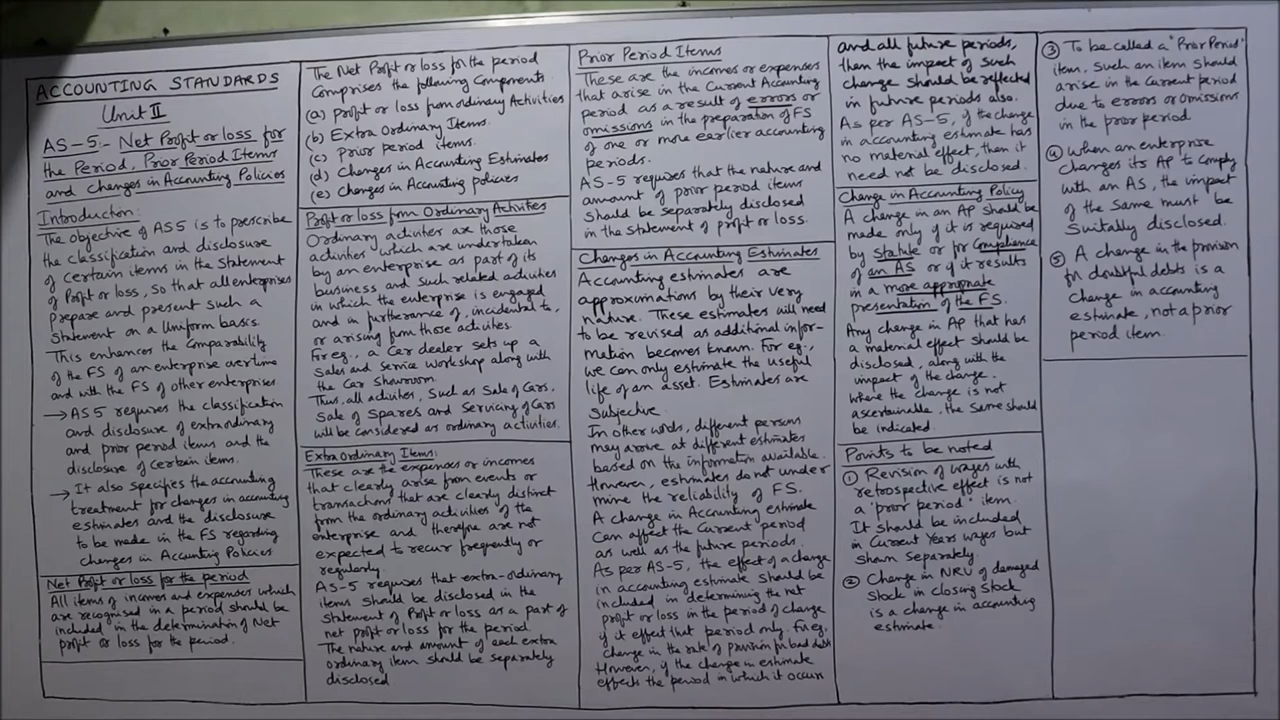 ACCOUNTING STANDARDS
Unit II
AS-5:- Net Profit or loss for
the Period, Prior Period Items
and changes in Accounting Policies
Introduction:
The objective of AS5 is to prescribe
the classification and disclosure
of certain items in the statement
of Profit or loss, so that all enterprises
prepare and present such a
statement on a Uniform basis.
This enhances the Comparability
of the FS of an enterprise overtime
and with the FS of other enterprises.
→ AS5 requires the classification
and disclosure of extraordinary
and prior period items and the
disclosure of certain items.
→ It also specifies the accounting
treatment for changes in accounting
estimates and the disclosure
to be made in the FS regarding
changes in Accounting Policies
Net Profit or loss for the period
All items of incomes and expenses which
are recognised in a period should be
included in the determination of Net
profit or loss for the period.
The Net Profit or loss for the period
Comprises the following Components
(a) Profit or loss from ordinary Activities
(b) Extra Ordinary Items.
(c) Prior period items.
(d) Changes in Accounting Estimates
(e) Changes in Accounting policies
Profit or loss from Ordinary Activities
Ordinary activities are those
activities which are undertaken
by an enterprise as part of its
business and such related activities
in which the enterprise is engaged
and in furtherance of, incidental to,
or arising from those activites.
For eg., a Car dealer sets up a
Sales and Service Workshop along with
the Car Showroom.
Thus, all activites, Such as Sale of Cars,
Sale of Spares and Servicing of Cars
will be considered as ordinary activities.
Extra Ordinary Items:
These are the expenses or incomes
that clearly arise from events or
transactions that are clearly distinct
from the ordinary activities of the
enterprise and therefore are not
expected to recur frequently or
regularly.
AS-5 requires that extra-ordinary
items should be disclosed in the
Statement of Profit or loss as a part of
net profit or loss for the period.
The nature and amount of each extra
ordinary item should be separately
disclosed
Prior Period Items
These are the incomes or expenses
that arise in the Current Accounting
period as a result of errors or
omissions in the preparation of FS
of one or more earlier accounting
periods.
AS-5 requires that the nature and
amount of prior period items
should be separately disclosed
in the statement of profit or loss.
Changes in Accounting Estimates
Accounting estimates are
approximations by their very
nature. These estimates will need
to be revised as additional infor-
mation becomes known. For eg.,
we can only estimate the useful
life of an asset. Estimates are
Subjective.
In other words, different persons
may arrive at different estimates
based on the information available.
However, estimates do not under
mine the reliability of FS.
A change in Accounting estimate
Can affect the Current period
as well as the future periods.
As per AS-5, the effect of a change
in accounting estimate should be
included in determining the net
profit or loss in the period of change
if it effect that period only. For eg.
change in the rate of provision for bad debts
However, if the change in estimate
effects the period in which it occurs
and all future periods,
then the impact of such
change should be reflected
in future periods also.
As per AS-5, if the change
in accounting estimate has
no material effect, then it
need not be disclosed.
Change in Accounting Policy
A change in an AP should be
made only if it is required
by statute or for Compliance
of an AS or if it results
in a more appropriate
presentation of the FS.
Any change in AP that has
a material effect should be
disclosed, along with the
impact of the change.
Where the change is not
ascertainable, the same should
be indicated.
Points to be noted
① Revision of wages with
retrospective effect is not
a "prior period" item.
It should be included
in Current Years wages but
shown separately.
② Change in NRV of damaged
stock in closing stock
is a change in accounting
estimate.
③ To be called a "Prior Period"
item, such an item should
arise in the Current period
due to errors or omissions
in the prior period
④ When an enterprise
changes its AP to Comply
with an AS, the impact
of the same must be
Suitally disclosed.
⑤ A change in the provision
for doubtful debts is a
change in accounting
estimate, not a prior
period item.